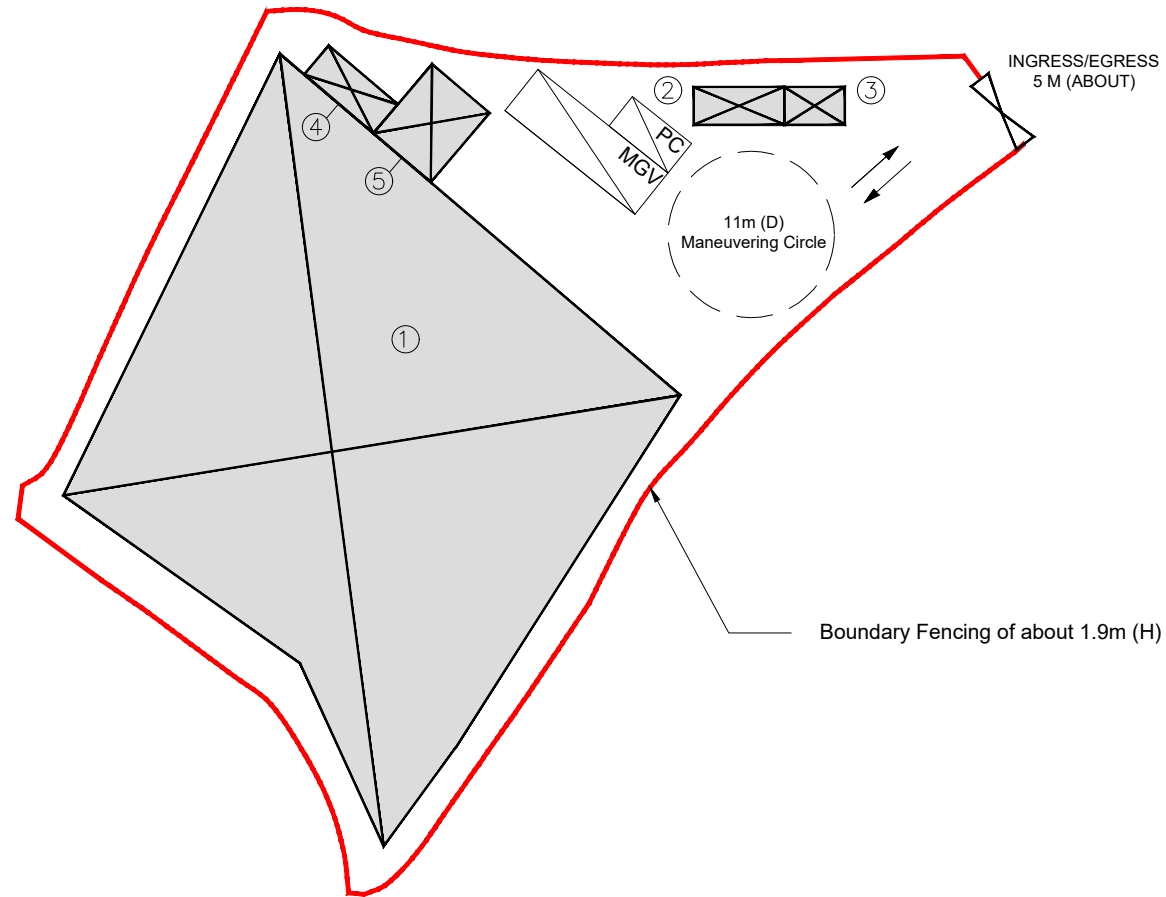 INGRESS/EGRESS
5 M (ABOUT)
②
③
④
⑤
PC
MGV
11m (D)
Maneuvering Circle
①
Boundary Fencing of about 1.9m (H)